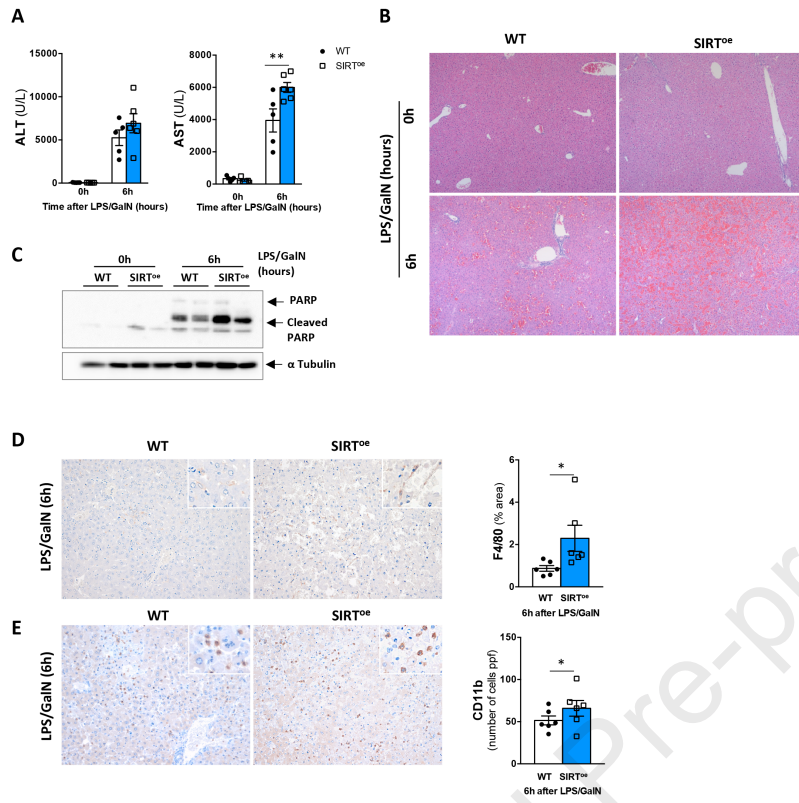 A
15000
10000
5000
0
ALT (U/L)
0h
6h
Time after LPS/GalN (hours)
8000
6000
4000
2000
0
AST (U/L)
**
WT
SIRToe
0h
6h
Time after LPS/GalN (hours)
B
WT
SIRToe
LPS/GalN (hours)
0h
6h
C
0h
6h
LPS/GalN
(hours)
WT
SIRToe
WT
SIRToe
PARP
Cleaved
PARP
α Tubulin
D
WT
SIRToe
LPS/GalN (6h)
6
4
2
0
F4/80 (% area)
*
WT
SIRToe
6h after LPS/GalN
E
WT
SIRToe
LPS/GalN (6h)
150
100
50
0
CD11b
(number of cells ppf)
*
WT
SIRToe
6h after LPS/GalN
Pre-pr